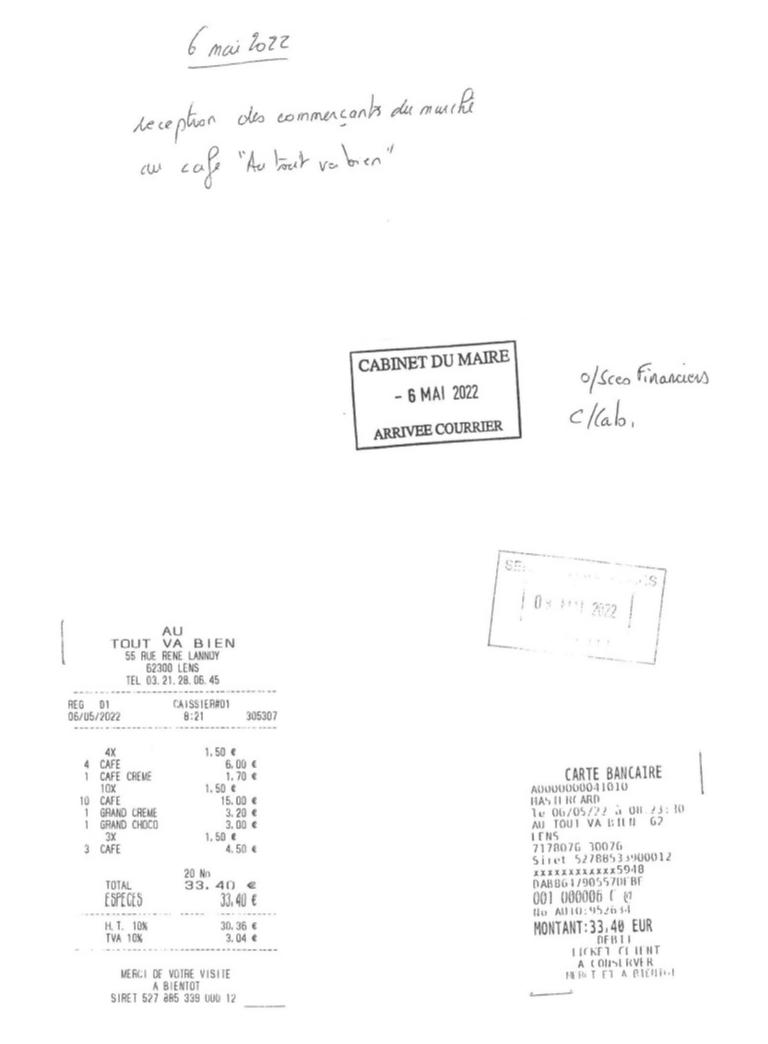 6 mai 2022
reception des commerçants du marché
au café "Au tout va bien"
CABINET DU MAIRE
- 6 MAI 2022
ARRIVEE COURRIER
o/Sces Financiers
C/Cab.
2022
AU
TOUT VA BIEN
55 RUE RENE LANNOY
62300 LENS
TEL 03.21.28.06.45
REG 01 CAISSIER#01
06/05/2022 8:21 305307
4X 1.50 €
4 CAFE 6.00 €
1 CAFE CREME 1.70 €
10X 1.50 €
10 CAFE 15.00 €
1 GRAND CREME 3.20 €
1 GRAND CHOCO 3.00 €
3X 1.50 €
3 CAFE 4.50 €
20 No
TOTAL 33.40 €
ESPECES 33.40 €
H.T. 10% 30.36 €
TVA 10% 3.04 €
MERCI DE VOTRE VISITE
A BIENTOT
SIRET 527 885 339 000 12
CARTE BANCAIRE
A0000000041010
MASTERCARD
le 06/05/22 à 08:23:30
AU TOUT VA BIEN 62
LENS
7178076 30076
Siret 52788533900012
xxxxxxxxxxxx5948
001 000006 C @
No AUTO:952634
MONTANT:33,40 EUR
DEBIT
TICKET CLIENT
A CONSERVER
MERCI ET A BIENTOT